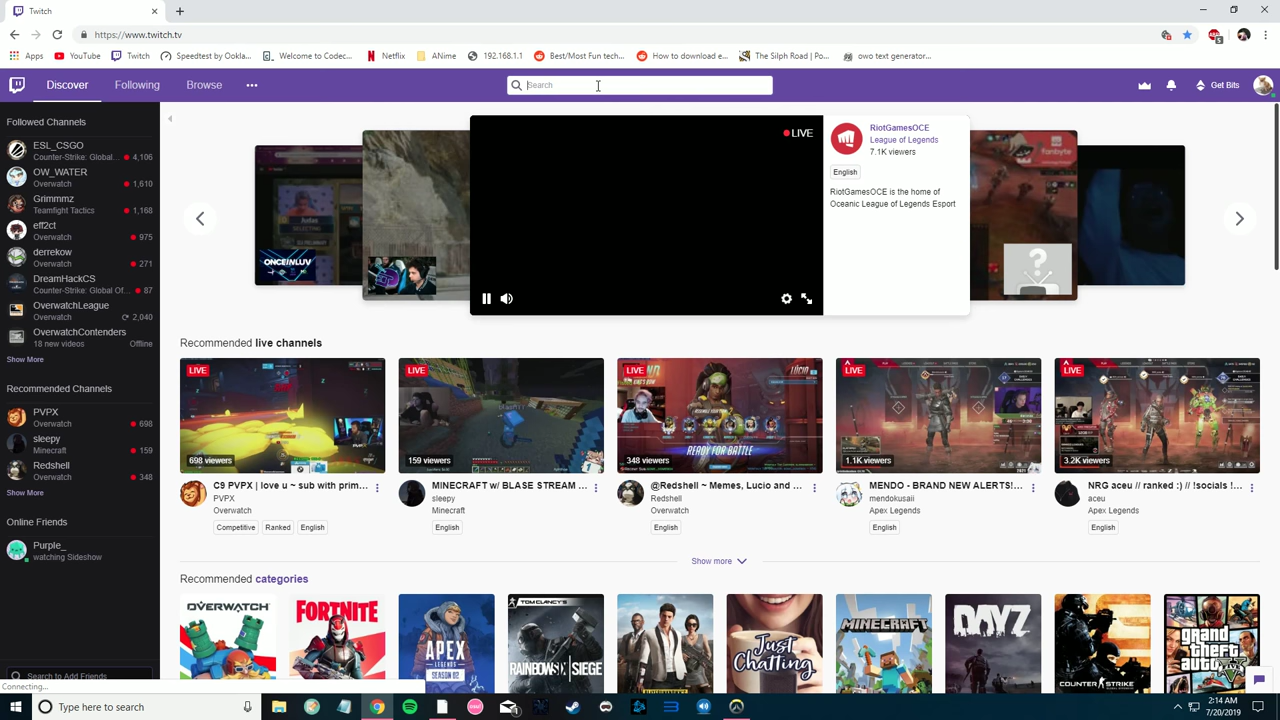 Twitch
https://www.twitch.tv
Apps
YouTube
Twitch
Speedtest by Ookla...
Welcome to Codec...
Netflix
ANime
192.168.1.1
Best/Most Fun tech...
How to download e...
The Silph Road | Po...
owo text generator...
Discover
Following
Browse
Search
Get Bits
Followed Channels
ESL_CSGO
Counter-Strike: Global... 4,106
OW_WATER
Overwatch 1,610
Grimmmz
Teamfight Tactics 1,168
eff2ct
Overwatch 975
derrekow
Overwatch 271
DreamHackCS
Counter-Strike: Global Of... 87
OverwatchLeague
Overwatch 2,040
OverwatchContenders
18 new videos Offline
Show More
Recommended Channels
PVPX
Overwatch 698
sleepy
Minecraft 159
Redshell
Overwatch 348
Show More
Online Friends
Purple_
watching Sideshow
Search to Add Friends
Connecting...
ONCEINLUV
LIVE
RiotGamesOCE
League of Legends
7.1K viewers
English
RiotGamesOCE is the home of
Oceanic League of Legends Esport
fanbyte
Recommended live channels
LIVE
698 viewers
C9 PVPX | love u ~ sub with prim...
PVPX
Overwatch
Competitive Ranked English
LIVE
159 viewers
MINECRAFT w/ BLASE STREAM ...
sleepy
Minecraft
English
LIVE
LÚCIO
READY FOR BATTLE
348 viewers
@Redshell ~ Memes, Lucio and ...
Redshell
Overwatch
English
LIVE
1.1K viewers
MENDO - BRAND NEW ALERTS!...
mendokusaii
Apex Legends
English
LIVE
3.2K viewers
NRG aceu // ranked :) // !socials !...
aceu
Apex Legends
English
Show more
Recommended categories
OVERWATCH
FORTNITE
APEX
LEGENDS
SEASON 02
TOM CLANCY'S
RAINBOW SIX SIEGE
Just
Chatting
MINECRAFT
DAYZ
COUNTER STRIKE
grand
theft
auto
V
Type here to search
2:14 AM
7/20/2019